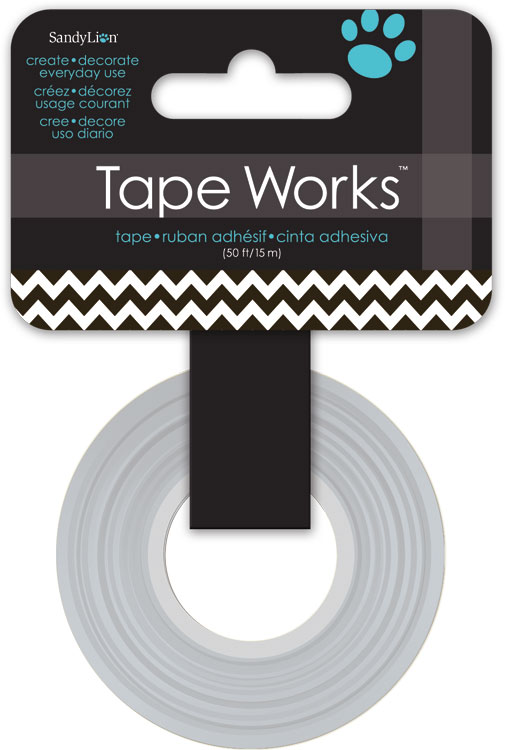 SandyLion®
create•decorate
everyday use
créez•décorez
usage courant
cree•decore
uso diario
Tape Works™
tape•ruban adhésif•cinta adhesiva
(50 ft/15 m)